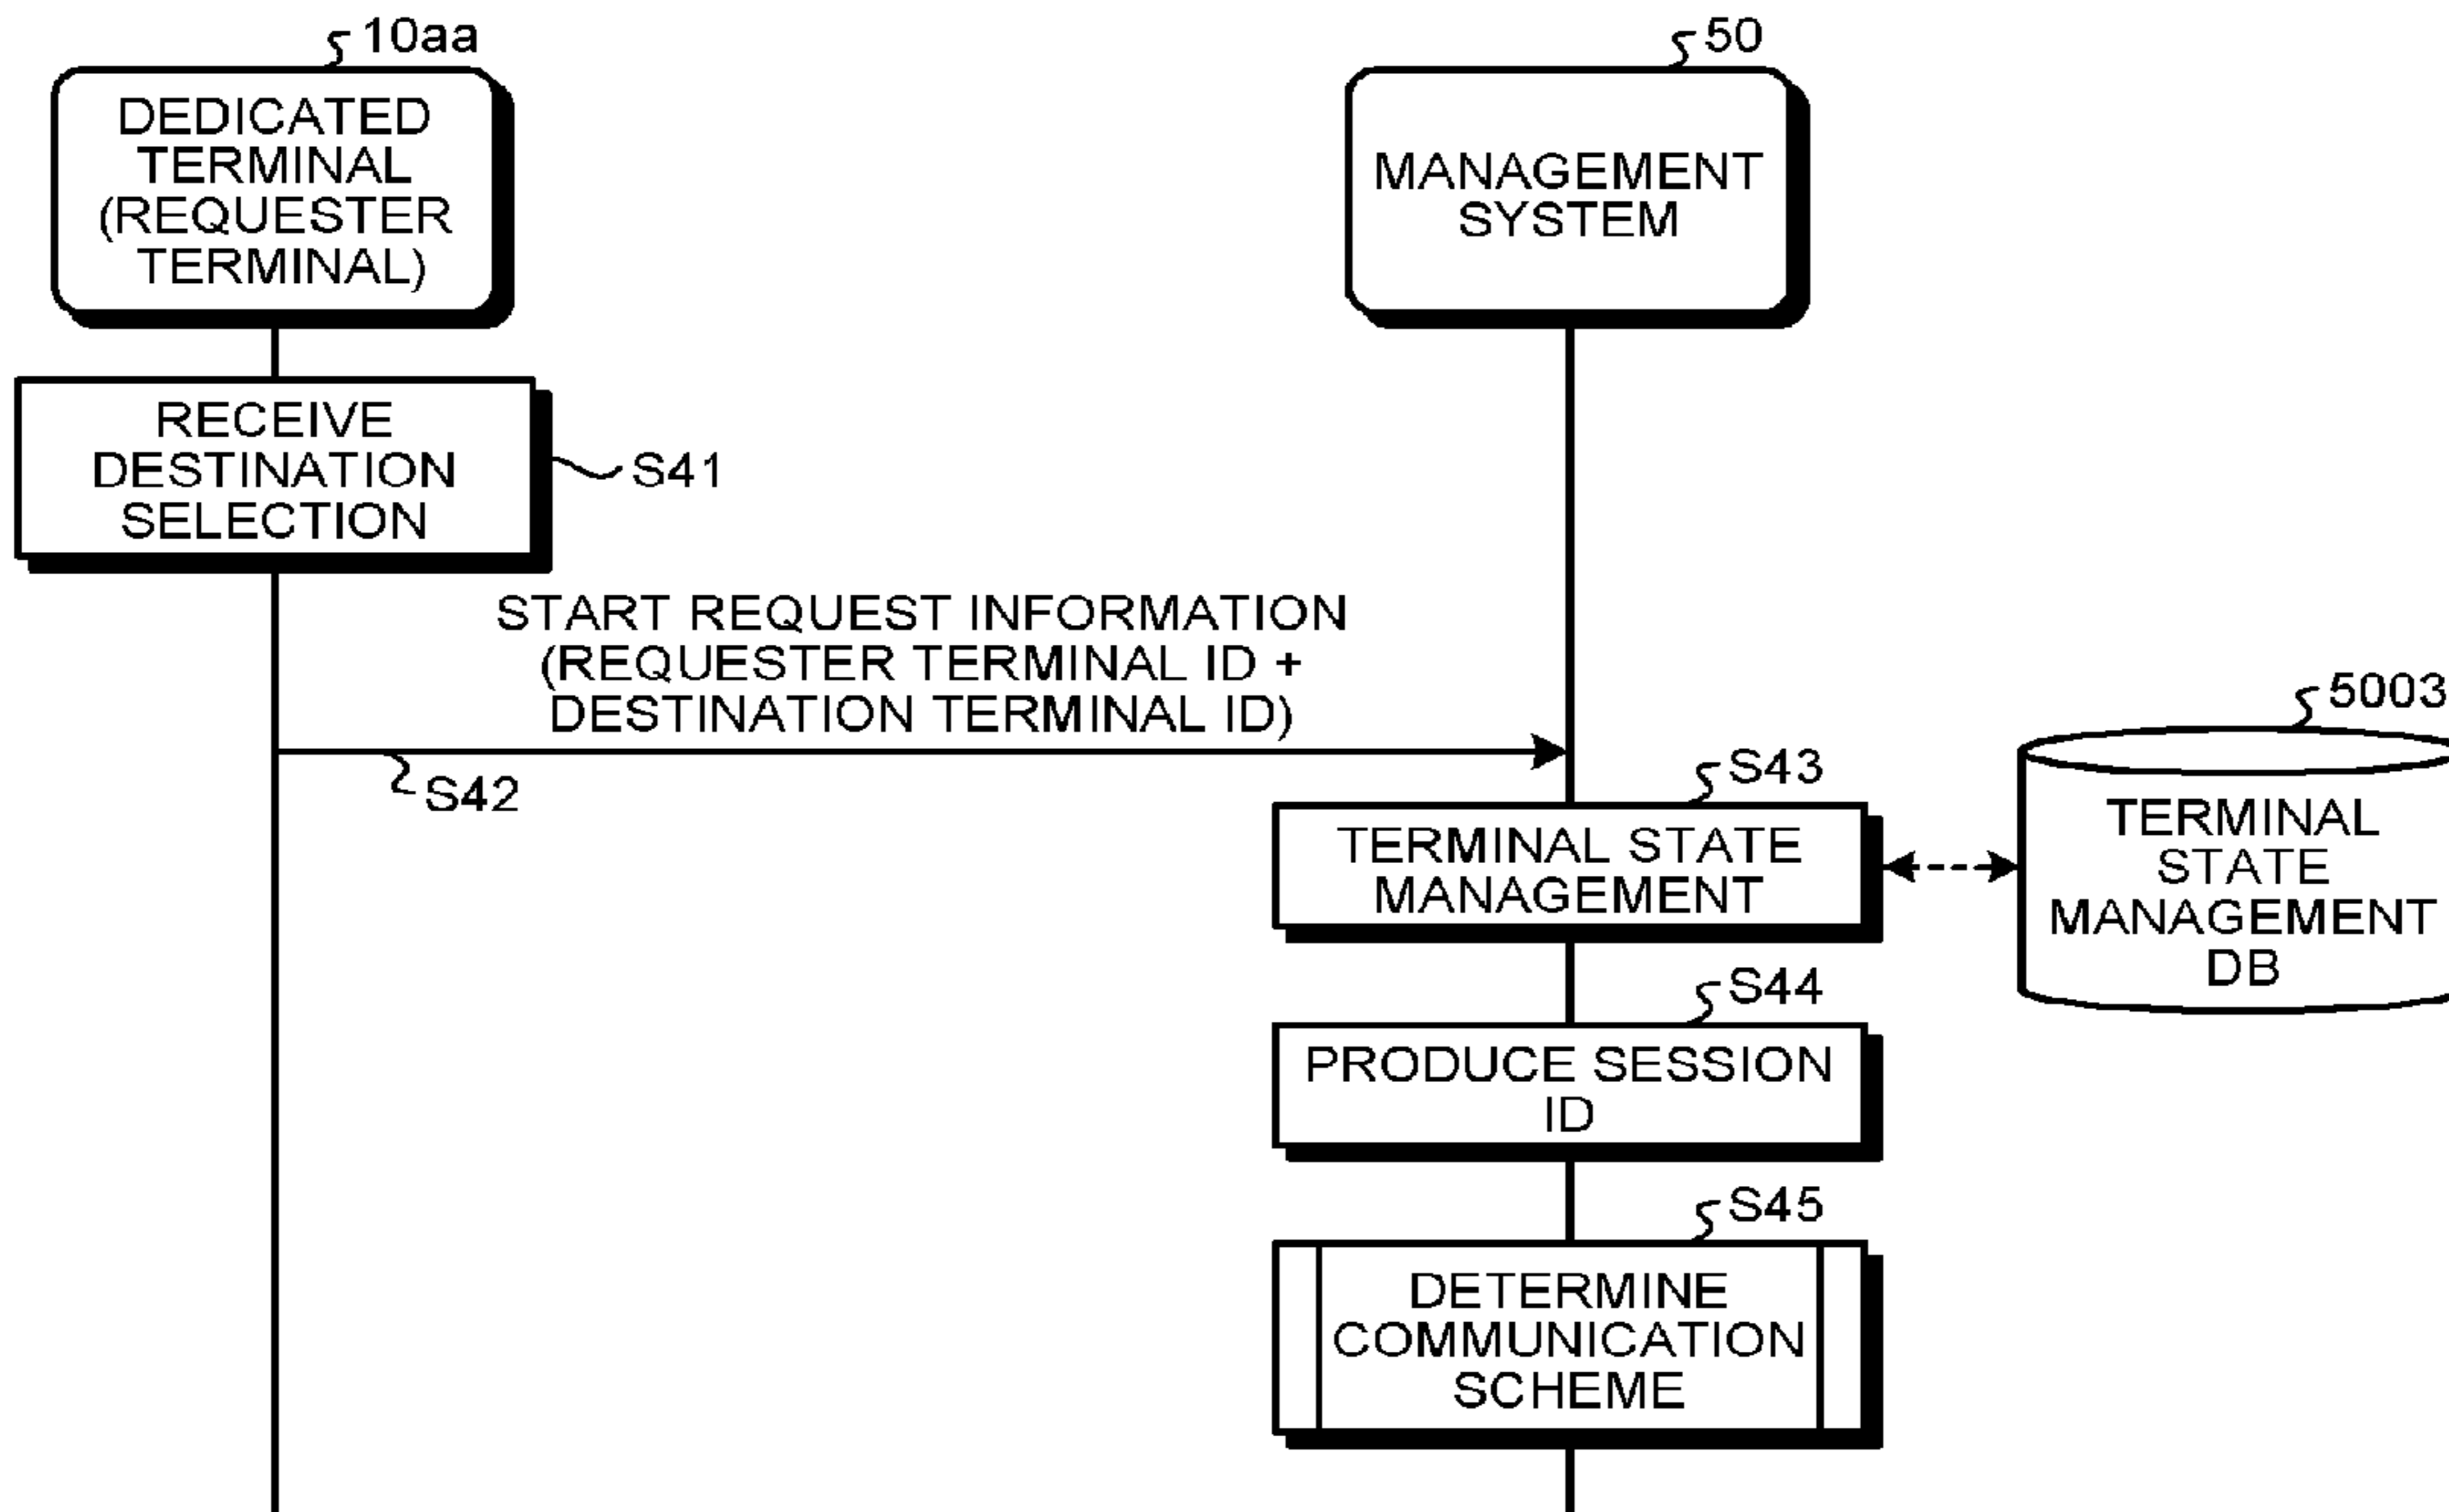 10aa
DEDICATED
TERMINAL
(REQUESTER
TERMINAL)
50
MANAGEMENT
SYSTEM
RECEIVE
DESTINATION
SELECTION
S41
START REQUEST INFORMATION
(REQUESTER TERMINAL ID +
DESTINATION TERMINAL ID)
S42
S43
TERMINAL STATE
MANAGEMENT
5003
TERMINAL
STATE
MANAGEMENT
DB
S44
PRODUCE SESSION
ID
S45
DETERMINE
COMMUNICATION
SCHEME